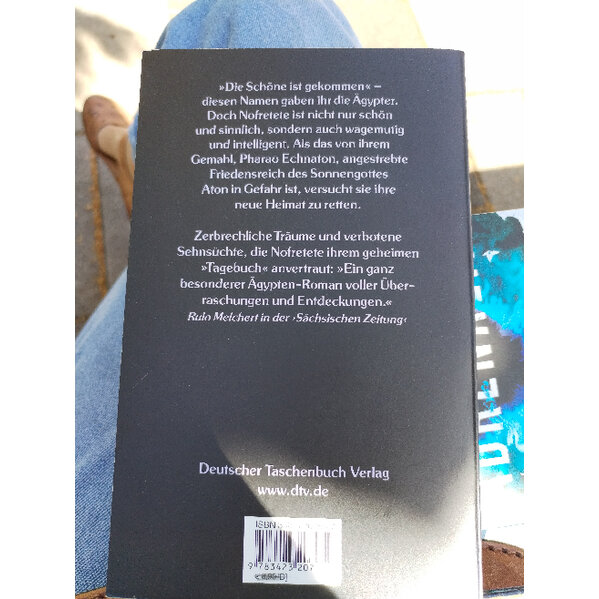 »Die Schöne ist gekommen« –
diesen Namen gaben ihr die Ägypter.
Doch Nofretete ist nicht nur schön
und sinnlich, sondern auch wagemutig
und intelligent. Als das von ihrem
Gemahl, Pharao Echnaton, angestrebte
Friedensreich des Sonnengottes
Aton in Gefahr ist, versucht sie ihre
neue Heimat zu retten.
Zerbrechliche Träume und verbotene
Sehnsüchte, die Nofretete ihrem geheimen
»Tagebuch« anvertraut: »Ein ganz
besonderer Ägypten-Roman voller Über-
raschungen und Entdeckungen.«
Rulo Melchert in der ›Sächsischen Zeitung‹
Deutscher Taschenbuch Verlag
www.dtv.de
ISBN
9 783423 207